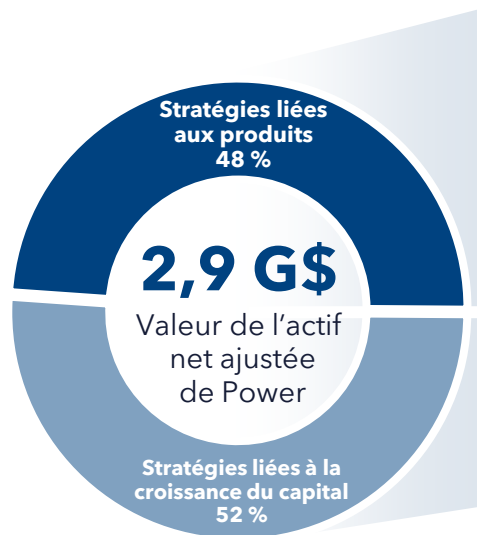 Stratégies liées
aux produits
48 %
2,9 G$
Valeur de l’actif
net ajustée
de Power
Stratégies liées à la
croissance du capital
52 %